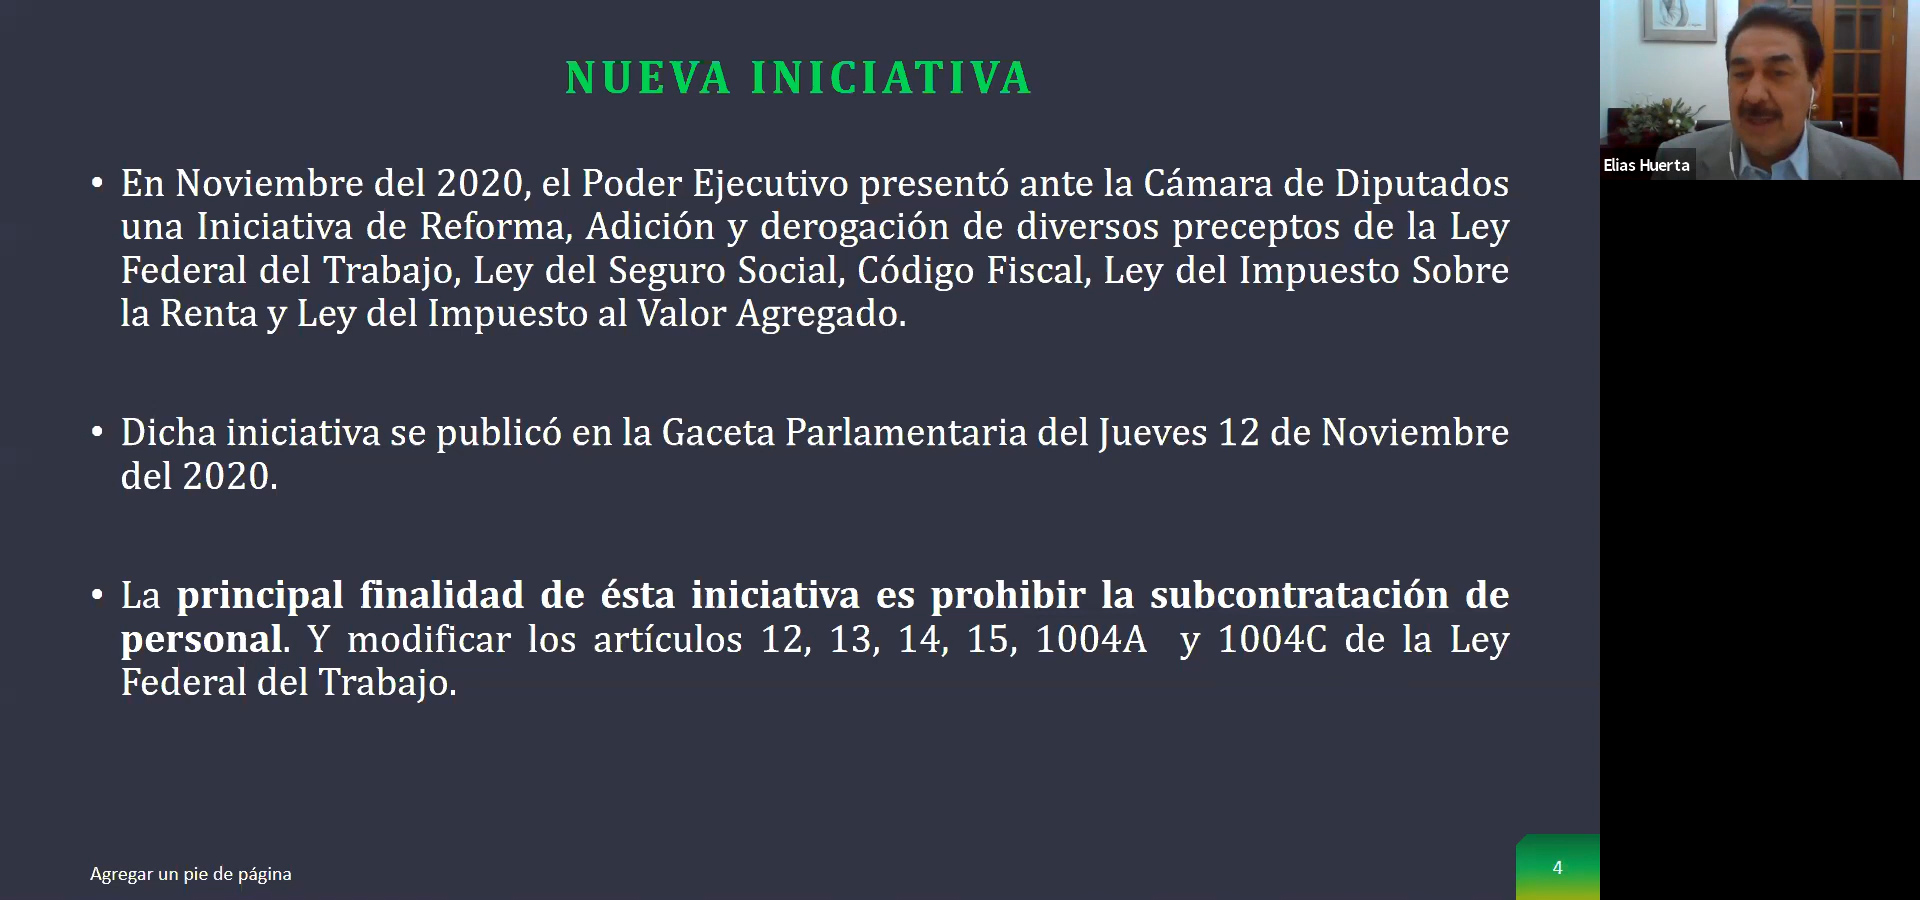 NUEVA INICIATIVA
• En Noviembre del 2020, el Poder Ejecutivo presentó ante la Cámara de Diputados
una Iniciativa de Reforma, Adición y derogación de diversos preceptos de la Ley
Federal del Trabajo, Ley del Seguro Social, Código Fiscal, Ley del Impuesto Sobre
la Renta y Ley del Impuesto al Valor Agregado.
• Dicha iniciativa se publicó en la Gaceta Parlamentaria del Jueves 12 de Noviembre
del 2020.
• La principal finalidad de ésta iniciativa es prohibir la subcontratación de
personal. Y modificar los artículos 12, 13, 14, 15, 1004A y 1004C de la Ley
Federal del Trabajo.
Agregar un pie de página
4
Elias Huerta